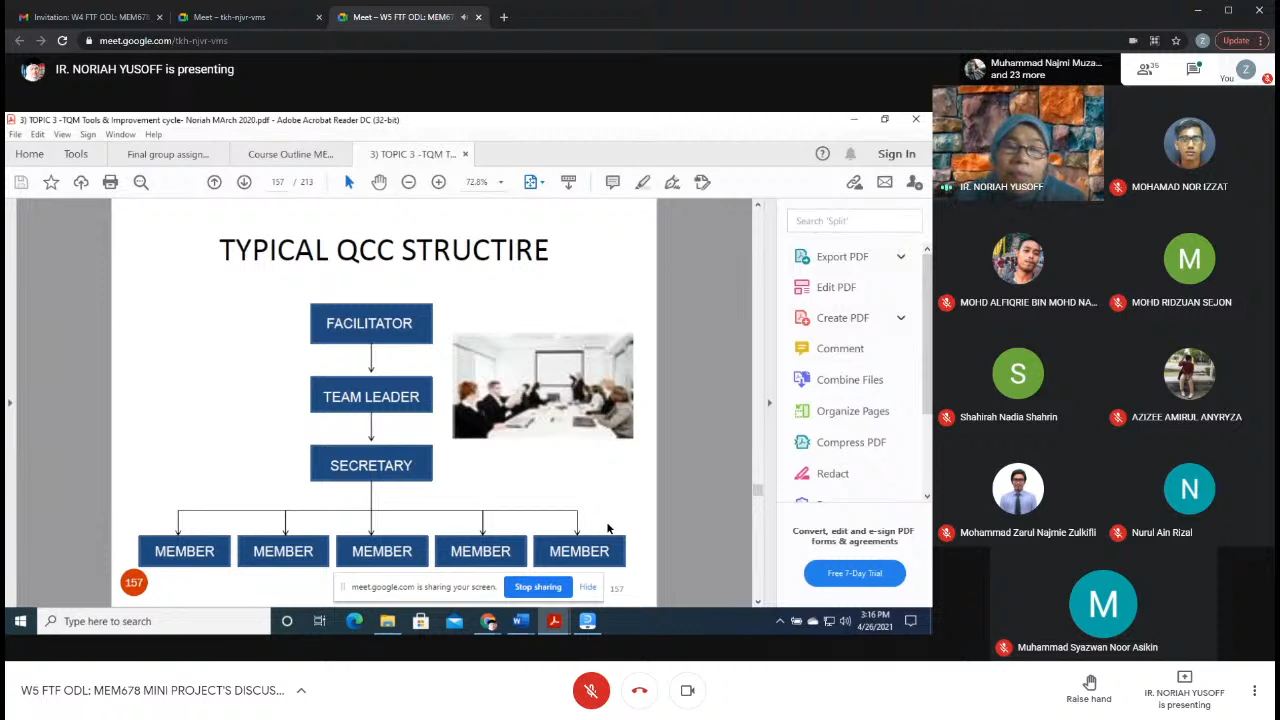 Invitation: W4 FTF ODL: MEM678
Meet – tkh-njvr-vms
Meet – W5 FTF ODL: MEM67
meet.google.com/tkh-njvr-vms
Z
Update
IR. NORIAH YUSOFF is presenting
Muhammad Najmi Muza...
and 23 more
35
You
Z
3) TOPIC 3 -TQM Tools & Improvement cycle- Noriah MArch 2020.pdf - Adobe Acrobat Reader DC (32-bit)
File Edit View Sign Window Help
Home Tools Final group assign... Course Outline ME... 3) TOPIC 3 -TQM T... Sign In
157 / 213 72.8%
TYPICAL QCC STRUCTIRE
FACILITATOR
TEAM LEADER
SECRETARY
MEMBER MEMBER MEMBER MEMBER MEMBER
157
meet.google.com is sharing your screen. Stop sharing Hide
157
Search 'Split'
Export PDF
Edit PDF
Create PDF
Comment
Combine Files
Organize Pages
Compress PDF
Redact
Convert, edit and e-sign PDF
forms & agreements
Free 7-Day Trial
Type here to search
3:16 PM
4/26/2021
IR. NORIAH YUSOFF
MOHAMAD NOR IZZAT
MOHD ALFIQRIE BIN MOHD NA...
M
MOHD RIDZUAN SEJON
S
Shahirah Nadia Shahrin
AZIZEE AMIRUL ANYRYZA
Mohammad Zarul Najmie Zulkifli
N
Nurul Ain Rizal
M
Muhammad Syazwan Noor Asikin
W5 FTF ODL: MEM678 MINI PROJECT'S DISCUS...
Raise hand
IR. NORIAH YUSOFF
is presenting